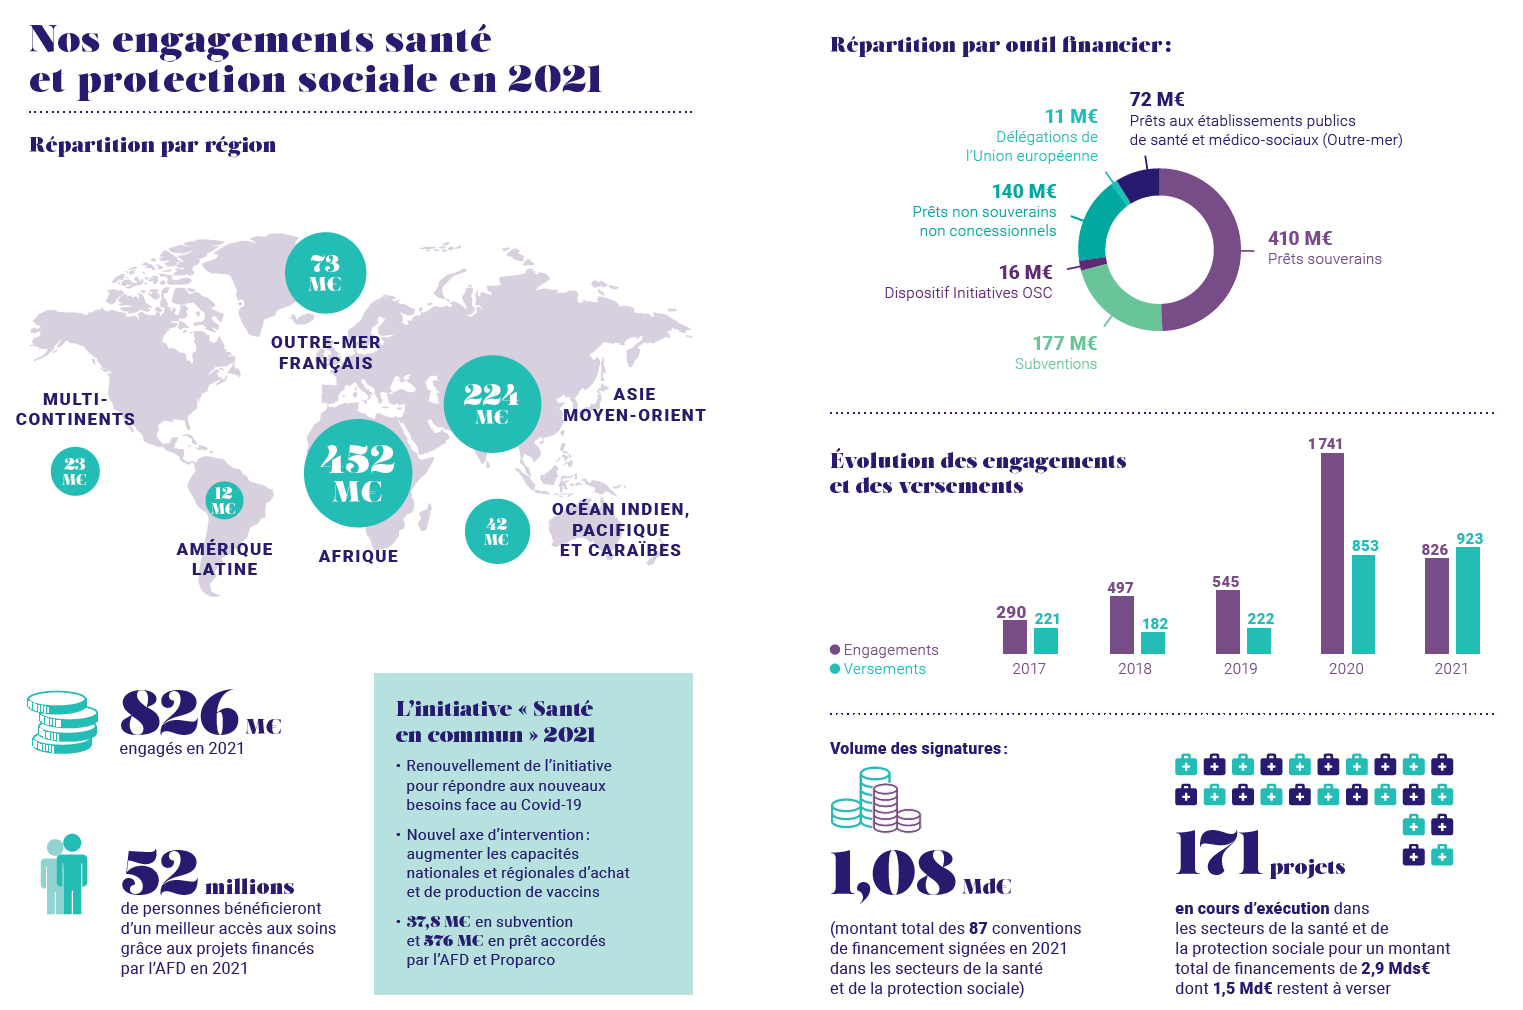 Nos engagements santé
et protection sociale en 2021
Répartition par région
73
M€
OUTRE-MER
FRANÇAIS
224
M€
ASIE
MOYEN-ORIENT
MULTI-
CONTINENTS
23
M€
12
M€
AMÉRIQUE
LATINE
452
M€
AFRIQUE
42
M€
OCÉAN INDIEN,
PACIFIQUE
ET CARAÏBES
826 M€
engagés en 2021
52 millions
de personnes bénéficieront
d'un meilleur accès aux soins
grâce aux projets financés
par l'AFD en 2021
L'initiative « Santé
en commun » 2021
• Renouvellement de l'initiative
pour répondre aux nouveaux
besoins face au Covid-19
• Nouvel axe d'intervention :
augmenter les capacités
nationales et régionales d'achat
et de production de vaccins
• 37,8 M€ en subvention
et 576 M€ en prêt accordés
par l'AFD et Proparco
Répartition par outil financier :
72 M€
Prêts aux établissements publics
de santé et médico-sociaux (Outre-mer)
11 M€
Délégations de
l'Union européenne
140 M€
Prêts non souverains
non concessionnels
16 M€
Dispositif Initiatives OSC
177 M€
Subventions
410 M€
Prêts souverains
Évolution des engagements
et des versements
Engagements
Versements
290
221
2017
497
182
2018
545
222
2019
1 741
853
2020
826
923
2021
Volume des signatures :
1,08 Md€
(montant total des 87 conventions
de financement signées en 2021
dans les secteurs de la santé
et de la protection sociale)
171 projets
en cours d'exécution dans
les secteurs de la santé et de
la protection sociale pour un montant
total de financements de 2,9 Mds€
dont 1,5 Md€ restent à verser